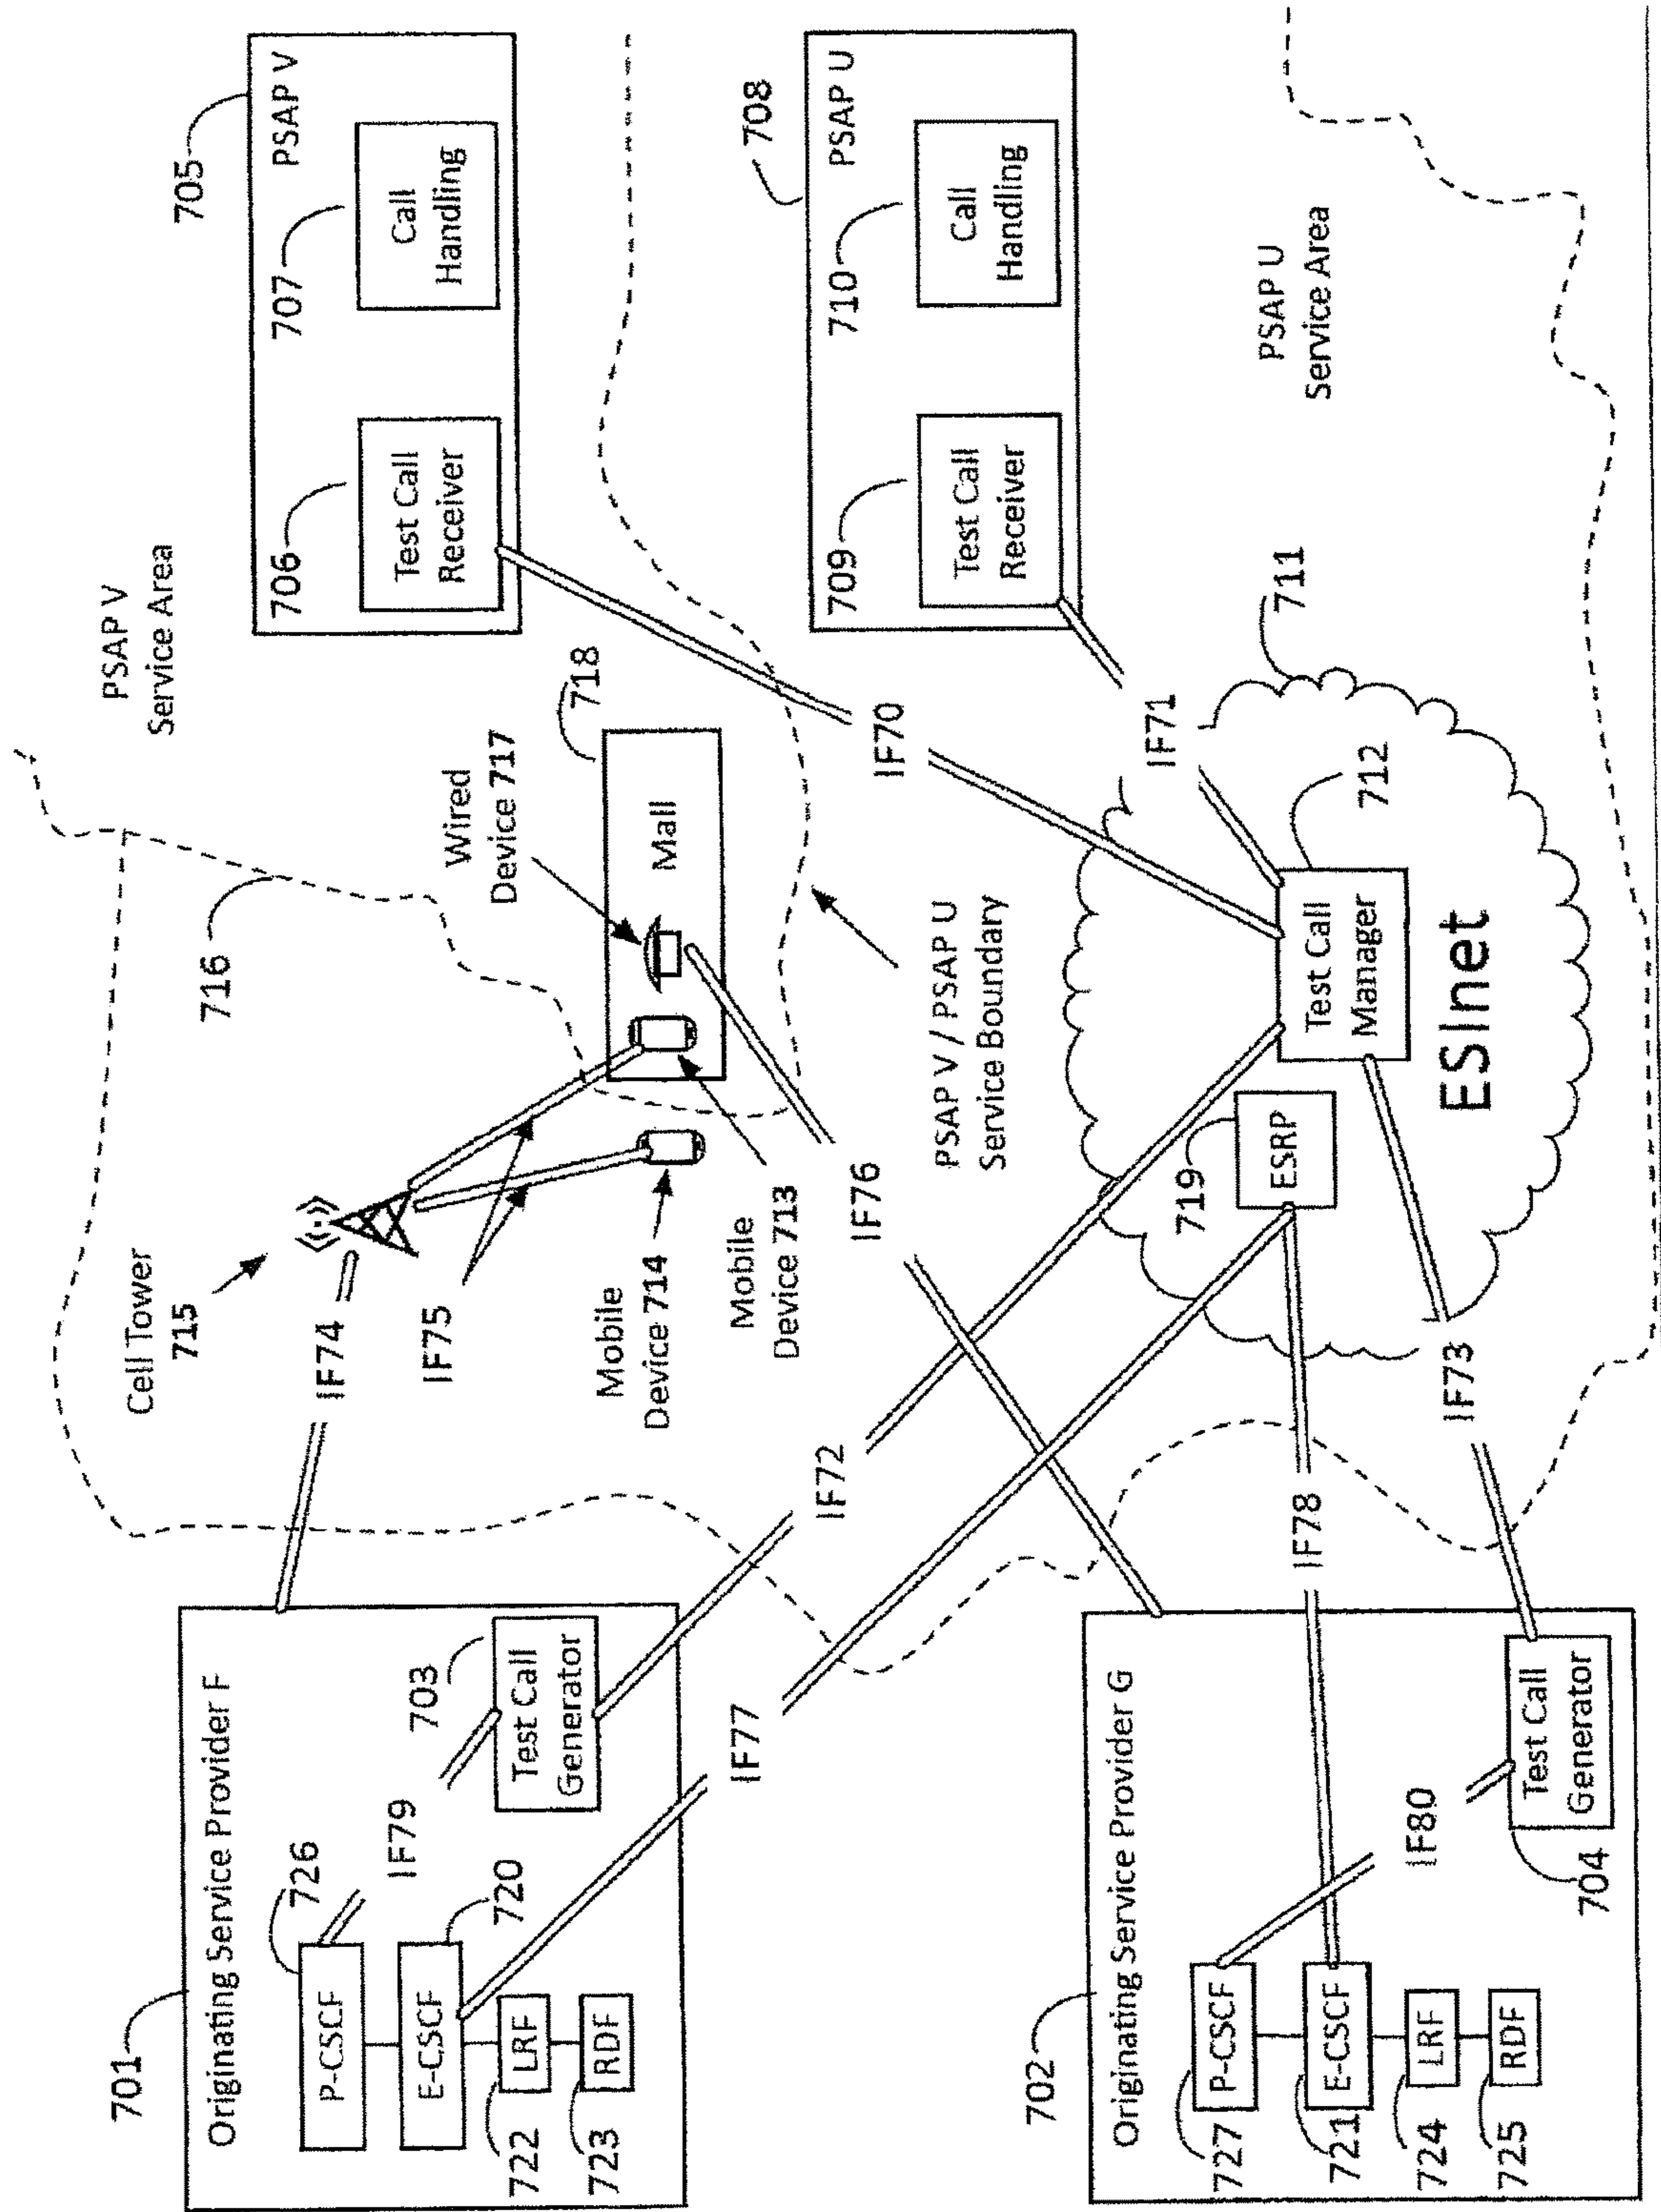 701
Originating Service Provider F
P-CSCF
726
E-CSCF
720
LRF
722
RDF
723
IF79
703
Test Call
Generator
IF77
IF72
IF74
Cell Tower
715
IF75
Mobile
Device 714
Mobile
Device 713
716
Wired
Device 717
Mall
718
PSAP V
Service Area
705
PSAP V
706
Test Call
Receiver
707
Call
Handling
PSAP V / PSAP U
Service Boundary
IF76
IF70
708
PSAP U
709
Test Call
Receiver
710
Call
Handling
IF71
711
PSAP U
Service Area
719
ESRP
Test Call
Manager
712
ESInet
IF78
IF73
702
Originating Service Provider G
727
P-CSCF
721
E-CSCF
724
LRF
725
RDF
IF80
Test Call
Generator
704